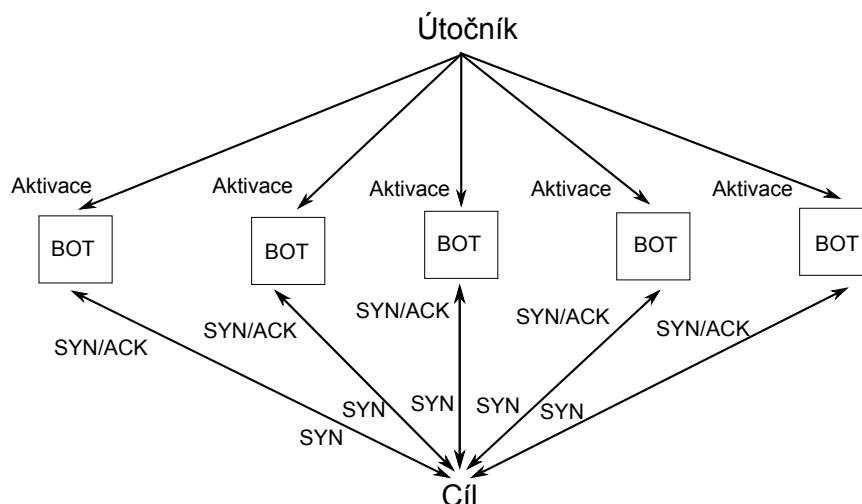 Útočník
Aktivace
Aktivace
Aktivace
Aktivace
Aktivace
BOT
BOT
BOT
BOT
BOT
SYN/ACK
SYN/ACK
SYN/ACK
SYN/ACK
SYN/ACK
SYN
SYN
SYN
SYN
SYN
Cíl